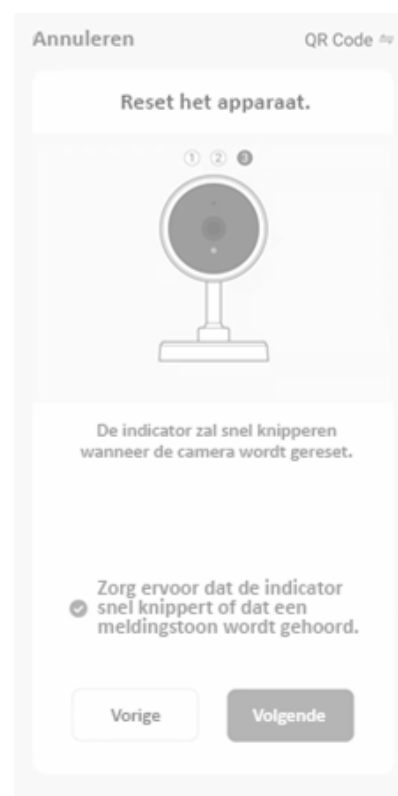 Annuleren QR Code ⇋
Reset het apparaat.
1 2 3
De indicator zal snel knipperen
wanneer de camera wordt gereset.
Zorg ervoor dat de indicator
snel knippert of dat een
meldingstoon wordt gehoord.
Vorige Volgende